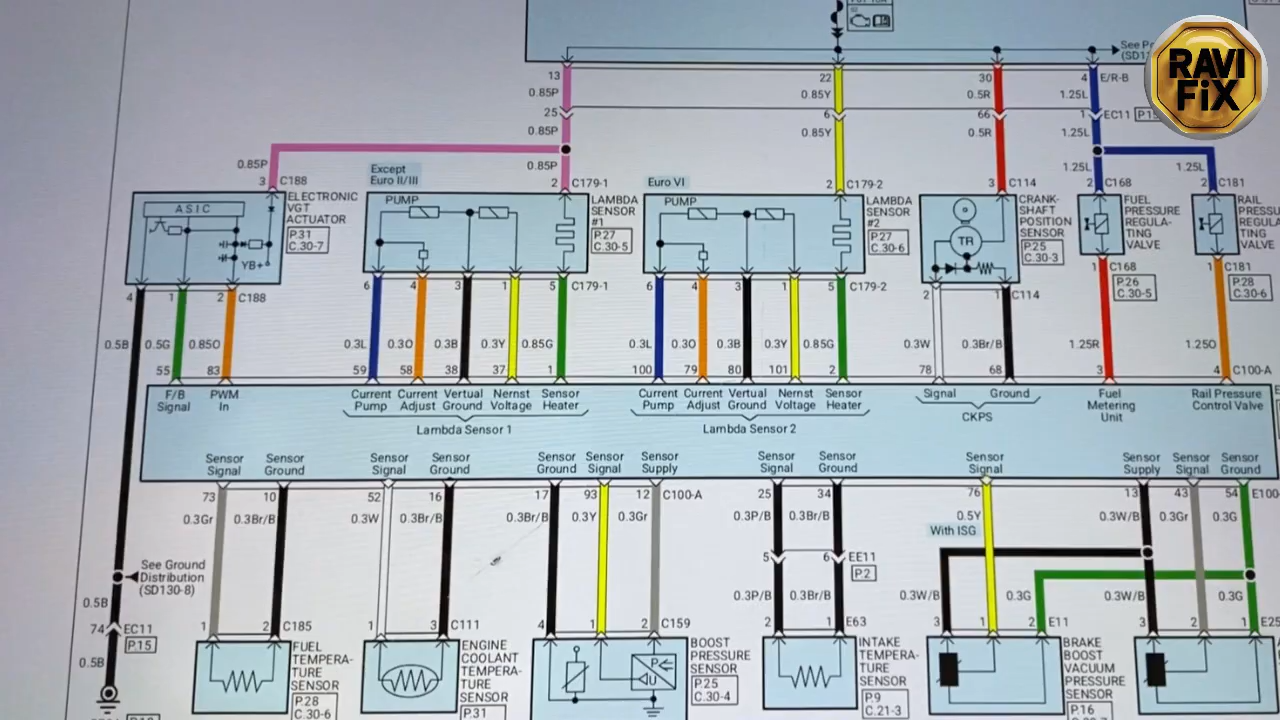 RAVI
FiX
See
(SD1
13
22
30
4
E/R-B
0.85P
0.85Y
0.5R
1.25L
25
6
66
1
EC11
0.85P
0.85Y
0.5R
1.25L
0.85P
0.85P
1.25L
1.25L
3
C188
2
C179-1
2
C179-2
3
C114
2
C168
2
C181
Except
Euro II/III
Euro VI
ASIC
YB+
ELECTRONIC
VGT
ACTUATOR
P.31
C.30-7
PUMP
LAMBDA
SENSOR
#1
P.27
C.30-5
PUMP
LAMBDA
SENSOR
#2
P.27
C.30-6
TR
CRANK-
SHAFT
POSITION
SENSOR
P.25
C.30-3
FUEL
PRESSURE
REGULA-
TING
VALVE
RAIL
PRESSU
REGULA
TING
VALVE
4
1
2
C188
6
4
3
1
5
C179-1
6
4
3
1
5
C179-2
2
1
C114
1
C168
P.26
C.30-5
1
C181
P.28
C.30-6
0.5B
0.5G
0.85O
0.3L
0.3O
0.3B
0.3Y
0.85G
0.3L
0.3O
0.3B
0.3Y
0.85G
0.3W
0.3Br/B
1.25R
1.25O
55
83
59
58
38
37
1
100
79
80
101
2
78
68
3
4
C100-A
F/B
Signal
PWM
In
Current
Pump
Current
Adjust
Vertual
Ground
Nernst
Voltage
Sensor
Heater
Lambda Sensor 1
Current
Pump
Current
Adjust
Vertual
Ground
Nernst
Voltage
Sensor
Heater
Lambda Sensor 2
Signal
Ground
CKPS
Fuel
Metering
Unit
Rail Pressure
Control Valve
Sensor
Signal
Sensor
Ground
Sensor
Signal
Sensor
Ground
Sensor
Ground
Sensor
Signal
Sensor
Supply
Sensor
Signal
Sensor
Ground
Sensor
Signal
Sensor
Supply
Sensor
Signal
Sensor
Ground
73
10
52
16
17
93
12
C100-A
25
34
76
13
43
54
E100
0.3Gr
0.3Br/B
0.3W
0.3Br/B
0.3Br/B
0.3Y
0.3Gr
0.3P/B
0.3Br/B
0.5Y
0.3W/B
0.3Gr
0.3G
With ISG
5
6
EE11
P.2
See Ground
Distribution
(SD130-8)
0.5B
74
EC11
P.15
0.5B
0.3P/B
0.3Br/B
0.3W/B
0.3G
0.3W/B
0.3G
1
2
C185
1
3
C111
4
1
2
C159
2
1
E63
3
1
2
E11
3
2
1
FUEL
TEMPERA-
TURE
SENSOR
P.28
C.30-6
ENGINE
COOLANT
TEMPERA-
TURE
SENSOR
P.31
P
U
BOOST
PRESSURE
SENSOR
P.25
C.30-4
INTAKE
TEMPERA-
TURE
SENSOR
P.9
C.21-3
BRAKE
BOOST
VACUUM
PRESSURE
SENSOR
P.16